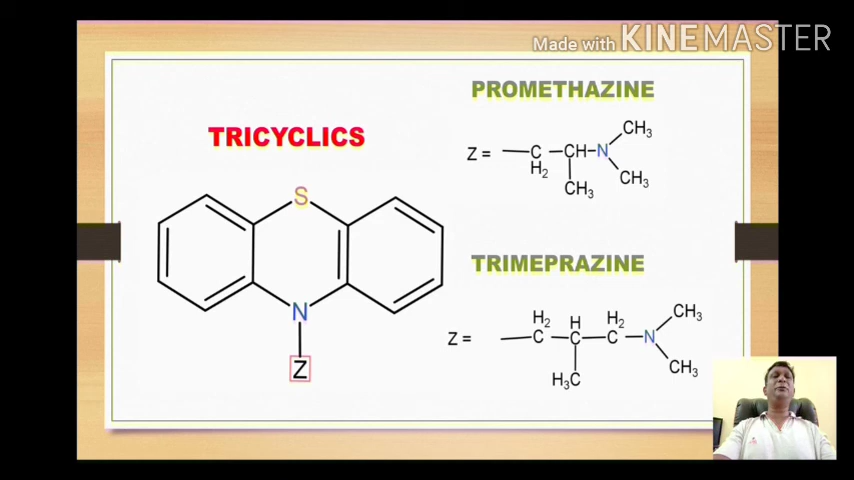 Made with KINEMASTER
PROMETHAZINE
TRICYCLICS
CH3
Z = C CH N
H2
CH3
CH3
S
TRIMEPRAZINE
N
H2 H H2 CH3
Z = C C C N
Z
H3C
CH3